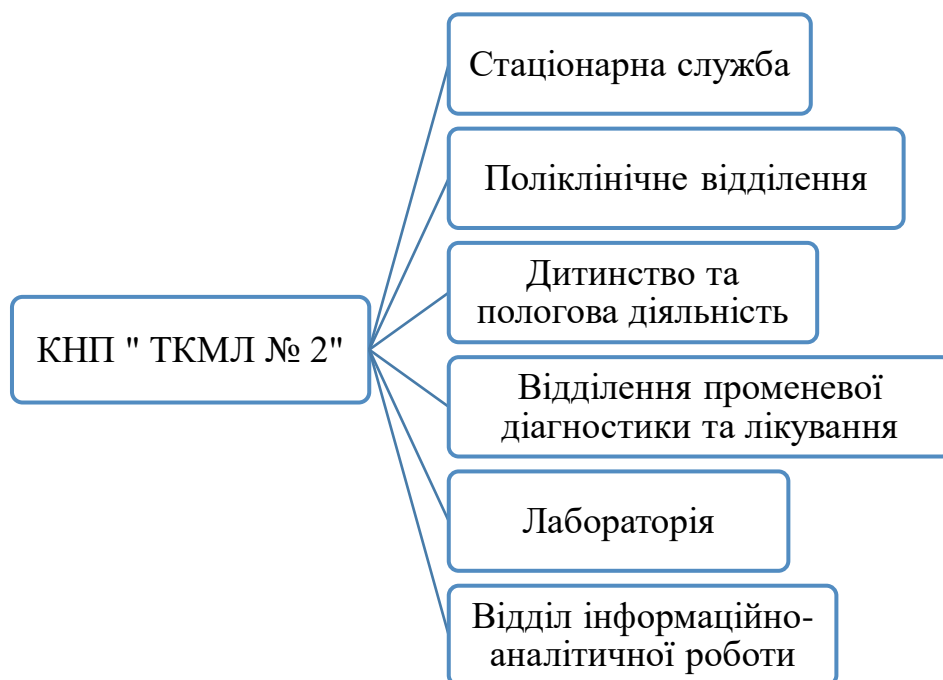 Стаціонарна служба
Поліклінічне відділення
Дитинство та
пологова діяльність
КНП " ТКМЛ № 2"
Відділення променевої
діагностики та лікування
Лабораторія
Відділ інформаційно-
аналітичної роботи